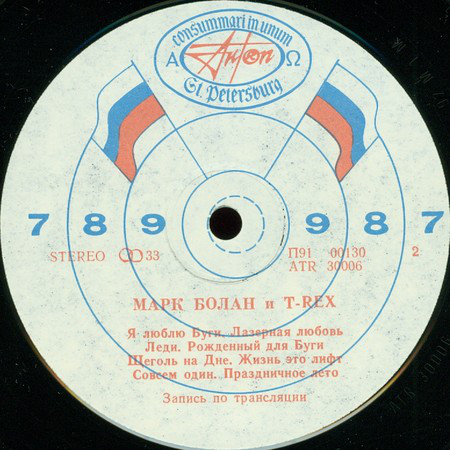 consummari in unum
Α Anton Ω
St. Petersburg
7 8 9 9 8 7
STEREO 33 П91 00130 2
ATR 30006
МАРК БОЛАН и T-REX
Я люблю Буги. Лазерная любовь
Леди. Рожденный для Буги
Щеголь на Дне. Жизнь это лифт
Совсем один. Праздничное лето
Запись по трансляции